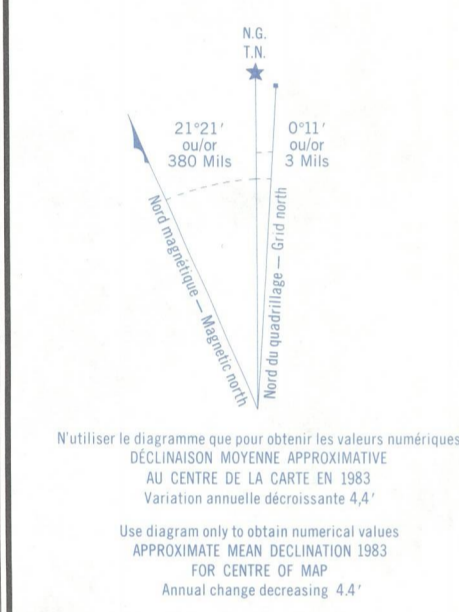 N.G.
T.N.
21°21′
ou/or
380 Mils
0°11′
ou/or
3 Mils
Nord magnétique — Magnetic north
Nord du quadrillage — Grid north
N'utiliser le diagramme que pour obtenir les valeurs numériques
DÉCLINAISON MOYENNE APPROXIMATIVE
AU CENTRE DE LA CARTE EN 1983
Variation annuelle décroissante 4,4′
Use diagram only to obtain numerical values
APPROXIMATE MEAN DECLINATION 1983
FOR CENTRE OF MAP
Annual change decreasing 4.4′